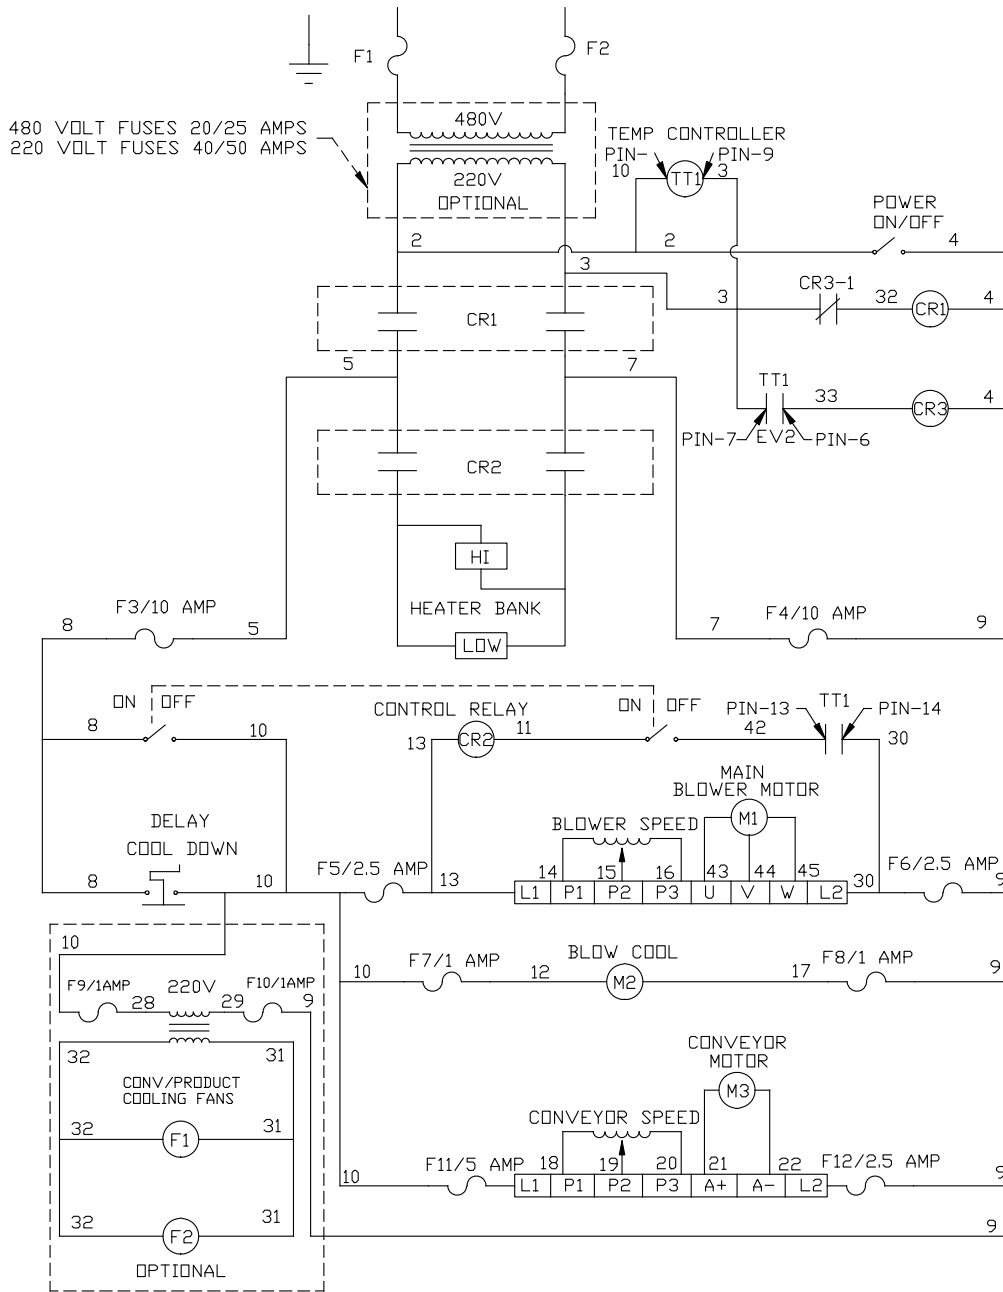 F1
F2
480 VOLT FUSES 20/25 AMPS
220 VOLT FUSES 40/50 AMPS
480V
220V
OPTIONAL
TEMP CONTROLLER
PIN-
10
TT1
PIN-9
3
POWER
ON/OFF
2
2
4
3
CR1
3
CR3-1
32
CR1
4
5
7
TT1
33
CR3
4
PIN-7
EV2
PIN-6
CR2
HI
HEATER BANK
LOW
8
F3/10 AMP
5
7
F4/10 AMP
9
ON OFF
8
10
CONTROL RELAY
13
CR2
11
ON OFF
PIN-13
42
TT1
PIN-14
30
MAIN
BLOWER MOTOR
M1
DELAY
COOL DOWN
8
10
F5/2.5 AMP
13
BLOWER SPEED
14
15
16
43
44
45
30
F6/2.5 AMP
9
L1 P1 P2 P3 U V W L2
10
F9/1AMP
28
220V
29
F10/1AMP
9
10
F7/1 AMP
12
BLOW COOL
M2
17
F8/1 AMP
9
32
31
CONV/PRODUCT
COOLING FANS
32
F1
31
32
F2
31
OPTIONAL
CONVEYOR
MOTOR
M3
CONVEYOR SPEED
10
F11/5 AMP
18
19
20
21
22
F12/2.5 AMP
9
L1 P1 P2 P3 A+ A- L2
9